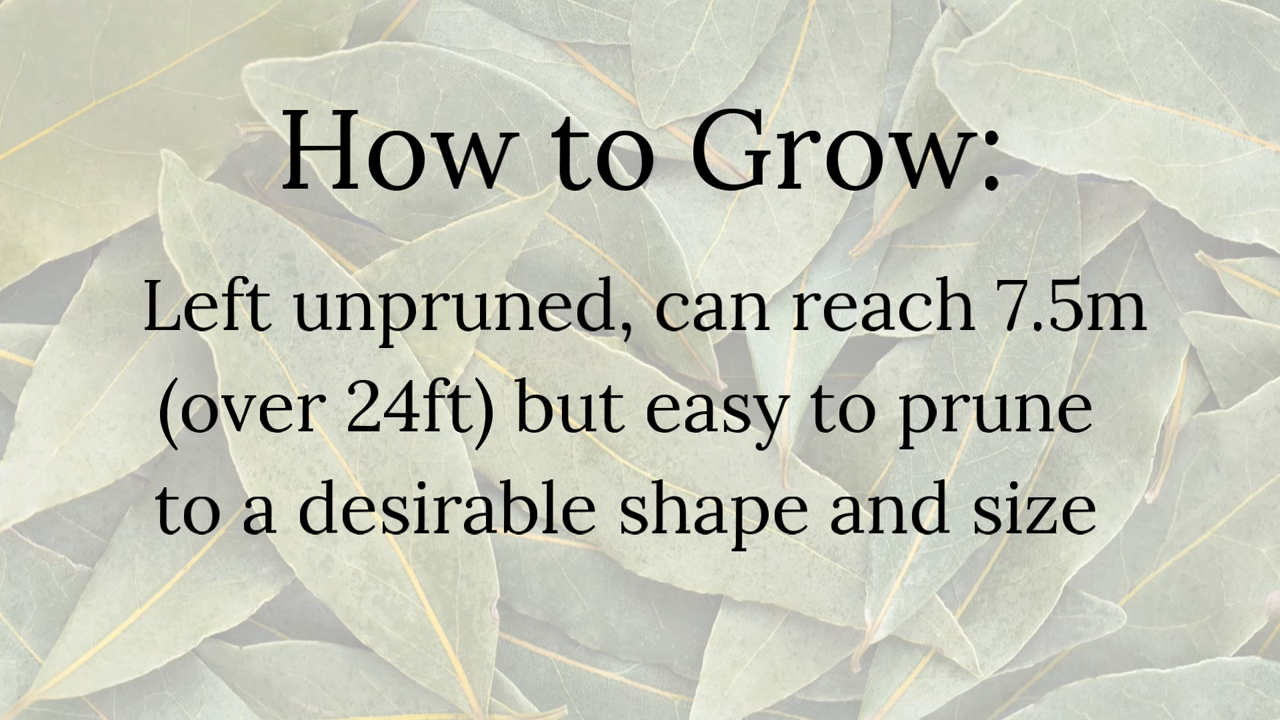 How to Grow:
Left unpruned, can reach 7.5m
(over 24ft) but easy to prune
to a desirable shape and size